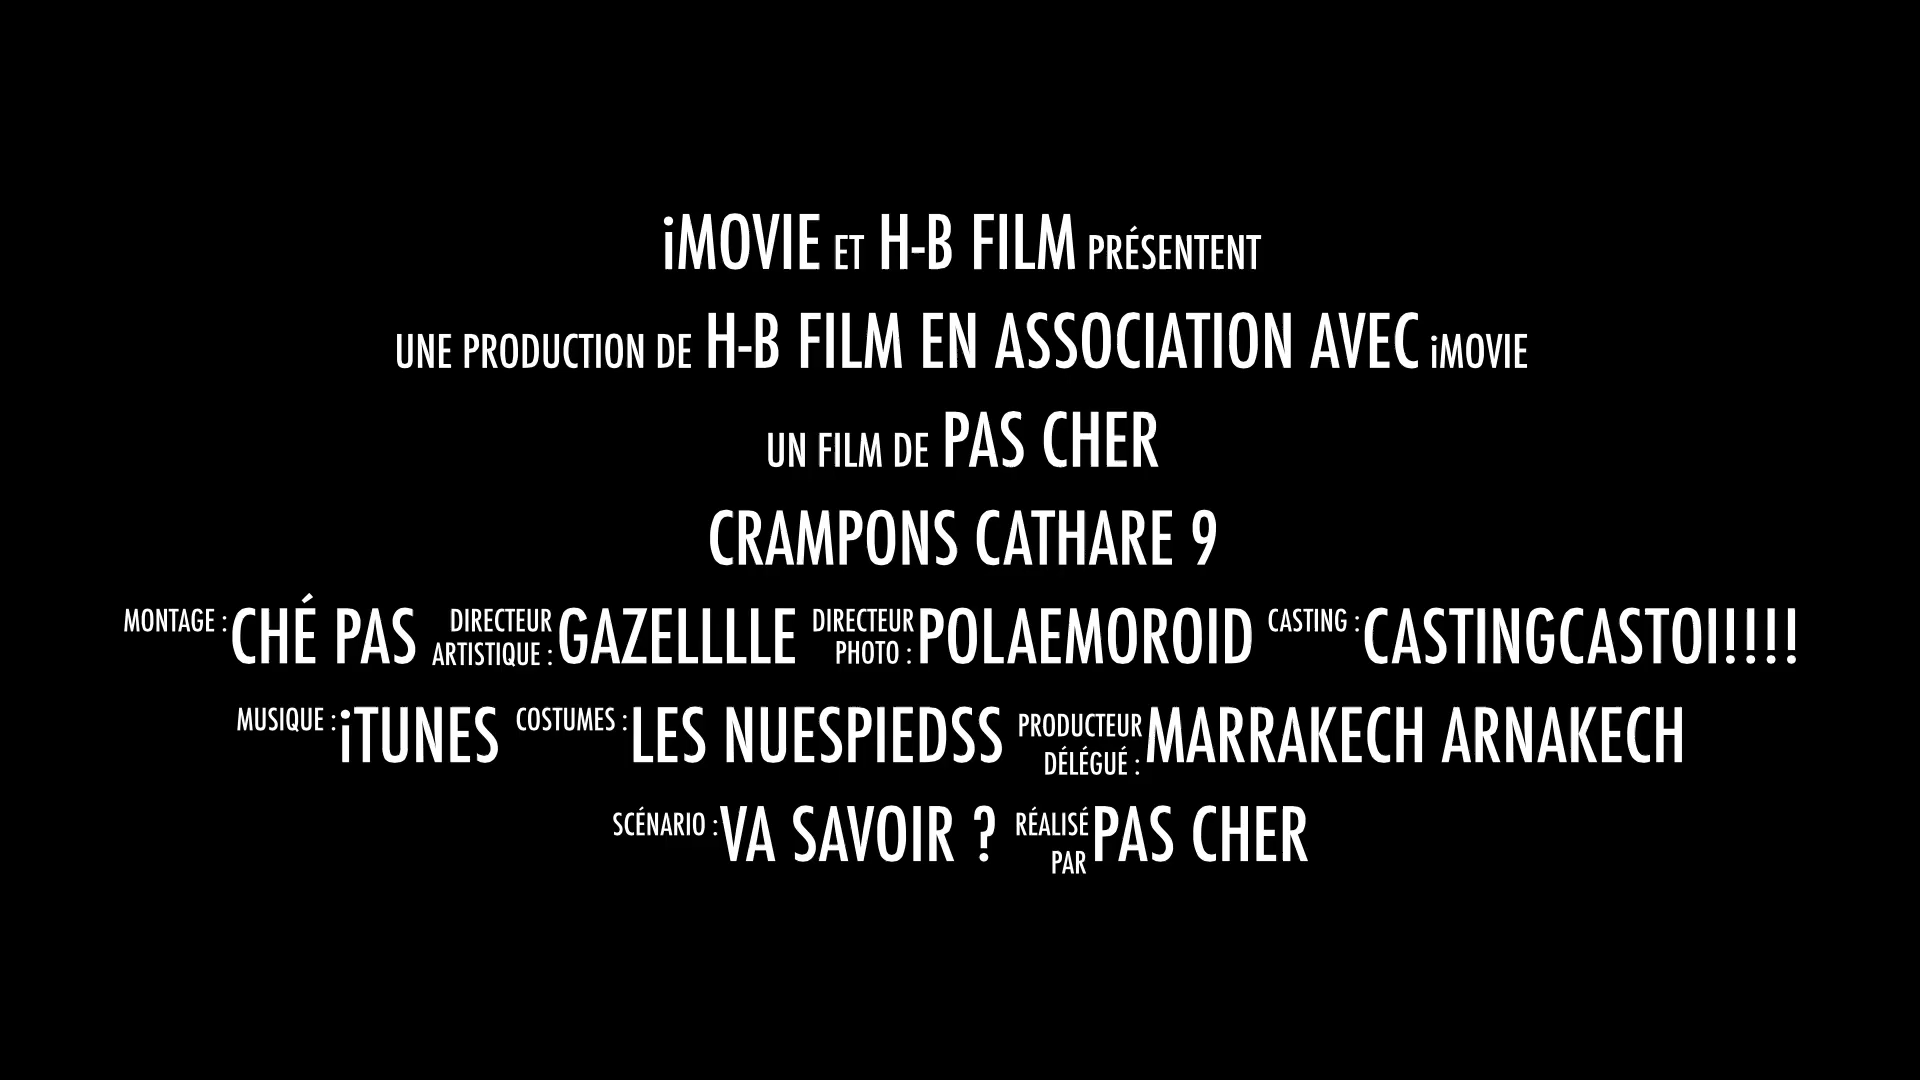 iMOVIE ET H-B FILM PRÉSENTENT
UNE PRODUCTION DE H-B FILM EN ASSOCIATION AVEC iMOVIE
UN FILM DE PAS CHER
CRAMPONS CATHARE 9
MONTAGE : CHÉ PAS DIRECTEUR ARTISTIQUE : GAZELLLLE DIRECTEUR PHOTO : POLAEMOROID CASTING : CASTINGCASTOI!!!!
MUSIQUE : iTUNES COSTUMES : LES NUESPIEDSS PRODUCTEUR DÉLÉGUÉ : MARRAKECH ARNAKECH
SCÉNARIO : VA SAVOIR ? RÉALISÉ PAR PAS CHER